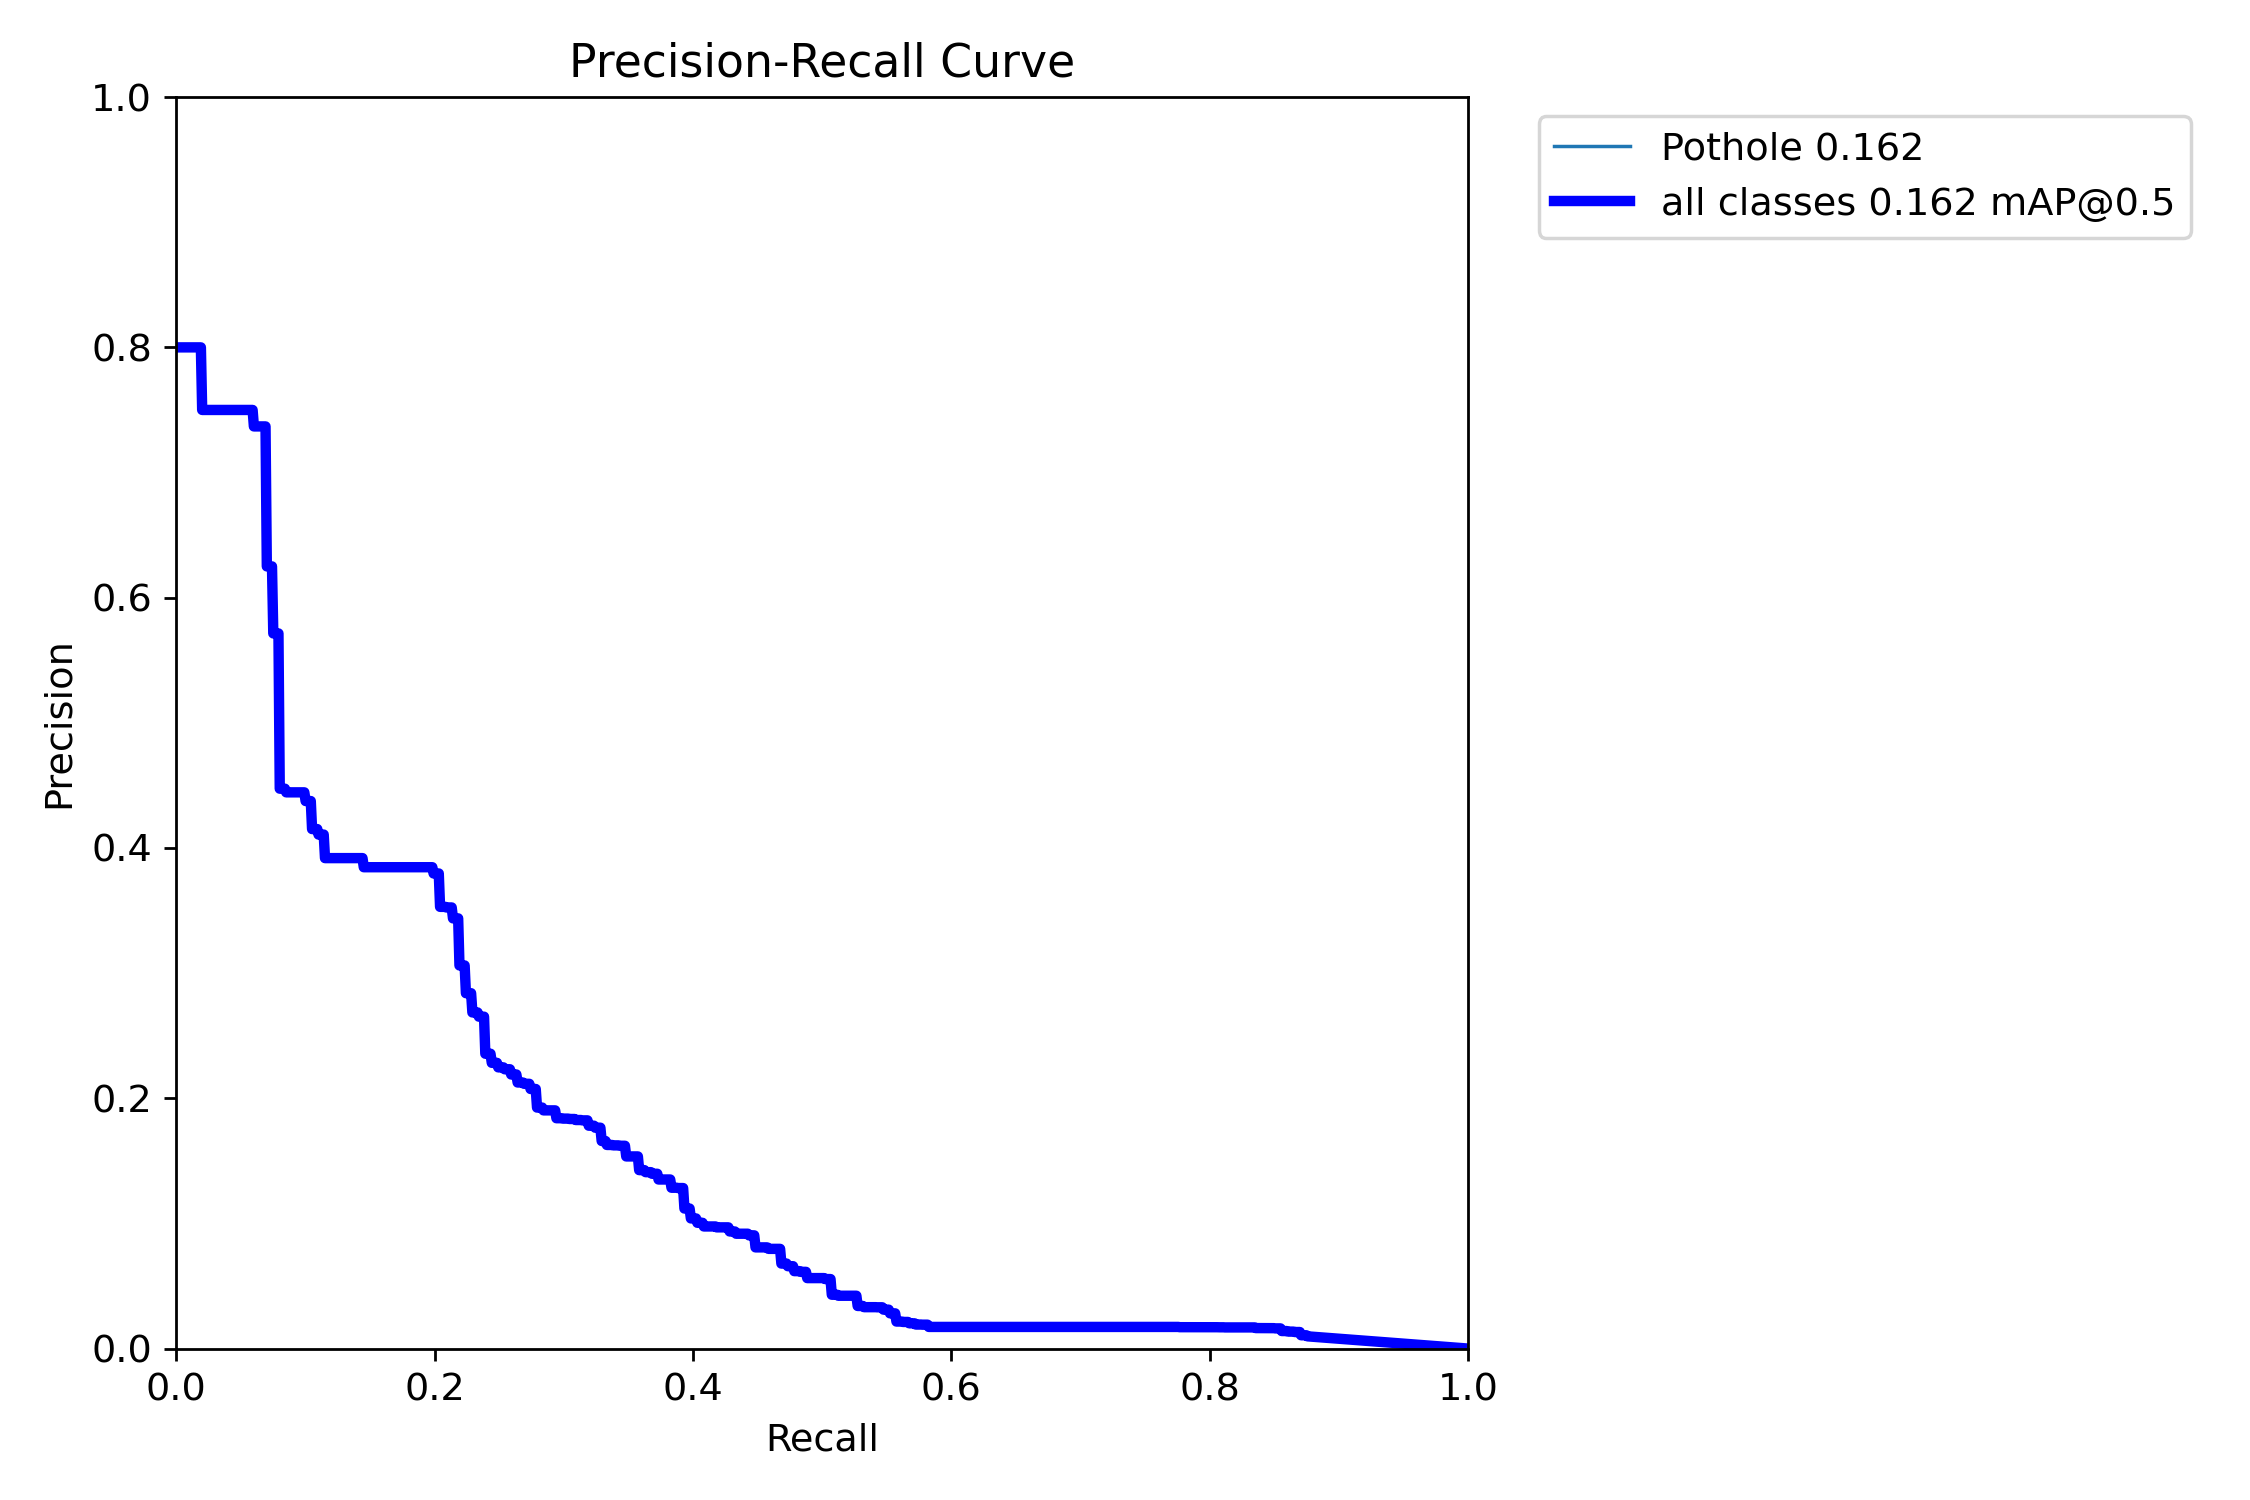 Precision-Recall Curve
1.0
0.8
0.6
0.4
0.2
0.0
Precision
0.0 0.2 0.4 0.6 0.8 1.0
Recall
Pothole 0.162
all classes 0.162 mAP@0.5